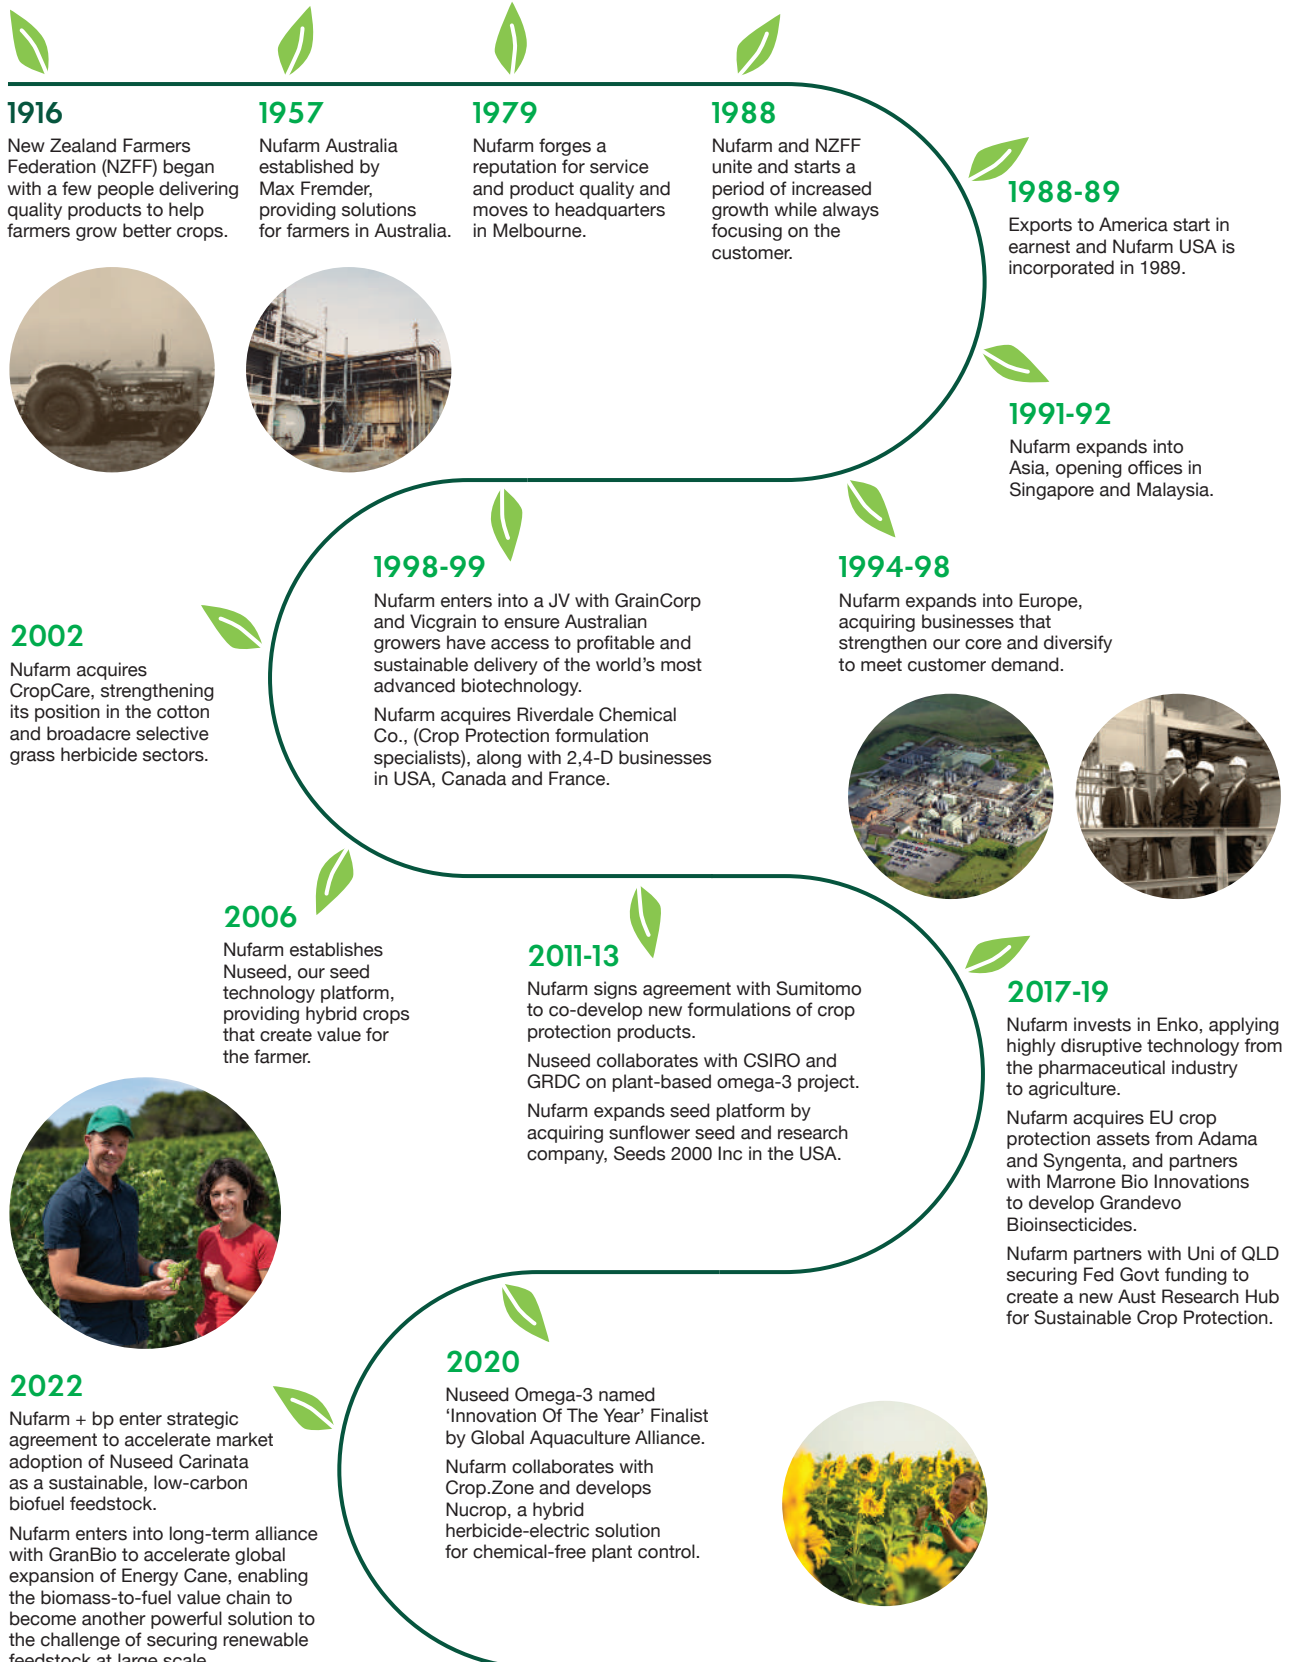 1916
New Zealand Farmers
Federation (NZFF) began
with a few people delivering
quality products to help
farmers grow better crops.
1957
Nufarm Australia
established by
Max Fremder,
providing solutions
for farmers in Australia.
1979
Nufarm forges a
reputation for service
and product quality and
moves to headquarters
in Melbourne.
1988
Nufarm and NZFF
unite and starts a
period of increased
growth while always
focusing on the
customer.
1988-89
Exports to America start in
earnest and Nufarm USA is
incorporated in 1989.
1991-92
Nufarm expands into
Asia, opening offices in
Singapore and Malaysia.
1994-98
Nufarm expands into Europe,
acquiring businesses that
strengthen our core and diversify
to meet customer demand.
1998-99
Nufarm enters into a JV with GrainCorp
and Vicgrain to ensure Australian
growers have access to profitable and
sustainable delivery of the world’s most
advanced biotechnology.
Nufarm acquires Riverdale Chemical
Co., (Crop Protection formulation
specialists), along with 2,4-D businesses
in USA, Canada and France.
2002
Nufarm acquires
CropCare, strengthening
its position in the cotton
and broadacre selective
grass herbicide sectors.
2006
Nufarm establishes
Nuseed, our seed
technology platform,
providing hybrid crops
that create value for
the farmer.
2011-13
Nufarm signs agreement with Sumitomo
to co-develop new formulations of crop
protection products.
Nuseed collaborates with CSIRO and
GRDC on plant-based omega-3 project.
Nufarm expands seed platform by
acquiring sunflower seed and research
company, Seeds 2000 Inc in the USA.
2017-19
Nufarm invests in Enko, applying
highly disruptive technology from
the pharmaceutical industry
to agriculture.
Nufarm acquires EU crop
protection assets from Adama
and Syngenta, and partners
with Marrone Bio Innovations
to develop Grandevo
Bioinsecticides.
Nufarm partners with Uni of QLD
securing Fed Govt funding to
create a new Aust Research Hub
for Sustainable Crop Protection.
2020
Nuseed Omega-3 named
‘Innovation Of The Year’ Finalist
by Global Aquaculture Alliance.
Nufarm collaborates with
Crop.Zone and develops
Nucrop, a hybrid
herbicide-electric solution
for chemical-free plant control.
2022
Nufarm + bp enter strategic
agreement to accelerate market
adoption of Nuseed Carinata
as a sustainable, low-carbon
biofuel feedstock.
Nufarm enters into long-term alliance
with GranBio to accelerate global
expansion of Energy Cane, enabling
the biomass-to-fuel value chain to
become another powerful solution to
the challenge of securing renewable
feedstock at large scale